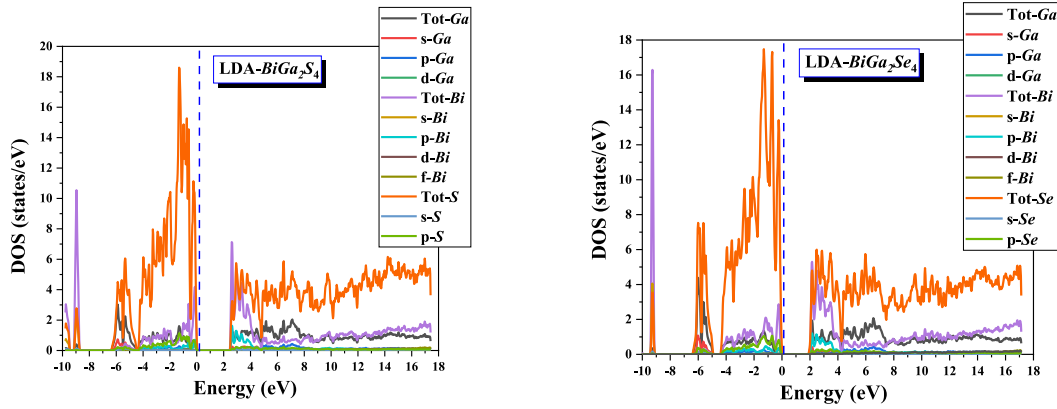 Tot-Ga
s-Ga
p-Ga
d-Ga
Tot-Bi
s-Bi
p-Bi
d-Bi
f-Bi
Tot-S
s-S
p-S
LDA-BiGa₂S₄
DOS (states/eV)
20
18
16
14
12
10
8
6
4
2
0
-10 -8 -6 -4 -2 0 2 4 6 8 10 12 14 16 18
Energy (eV)
Tot-Ga
s-Ga
p-Ga
d-Ga
Tot-Bi
s-Bi
p-Bi
d-Bi
f-Bi
Tot-Se
s-Se
p-Se
LDA-BiGa₂Se₄
DOS (states/eV)
18
16
14
12
10
8
6
4
2
0
-10 -8 -6 -4 -2 0 2 4 6 8 10 12 14 16 18
Energy (eV)